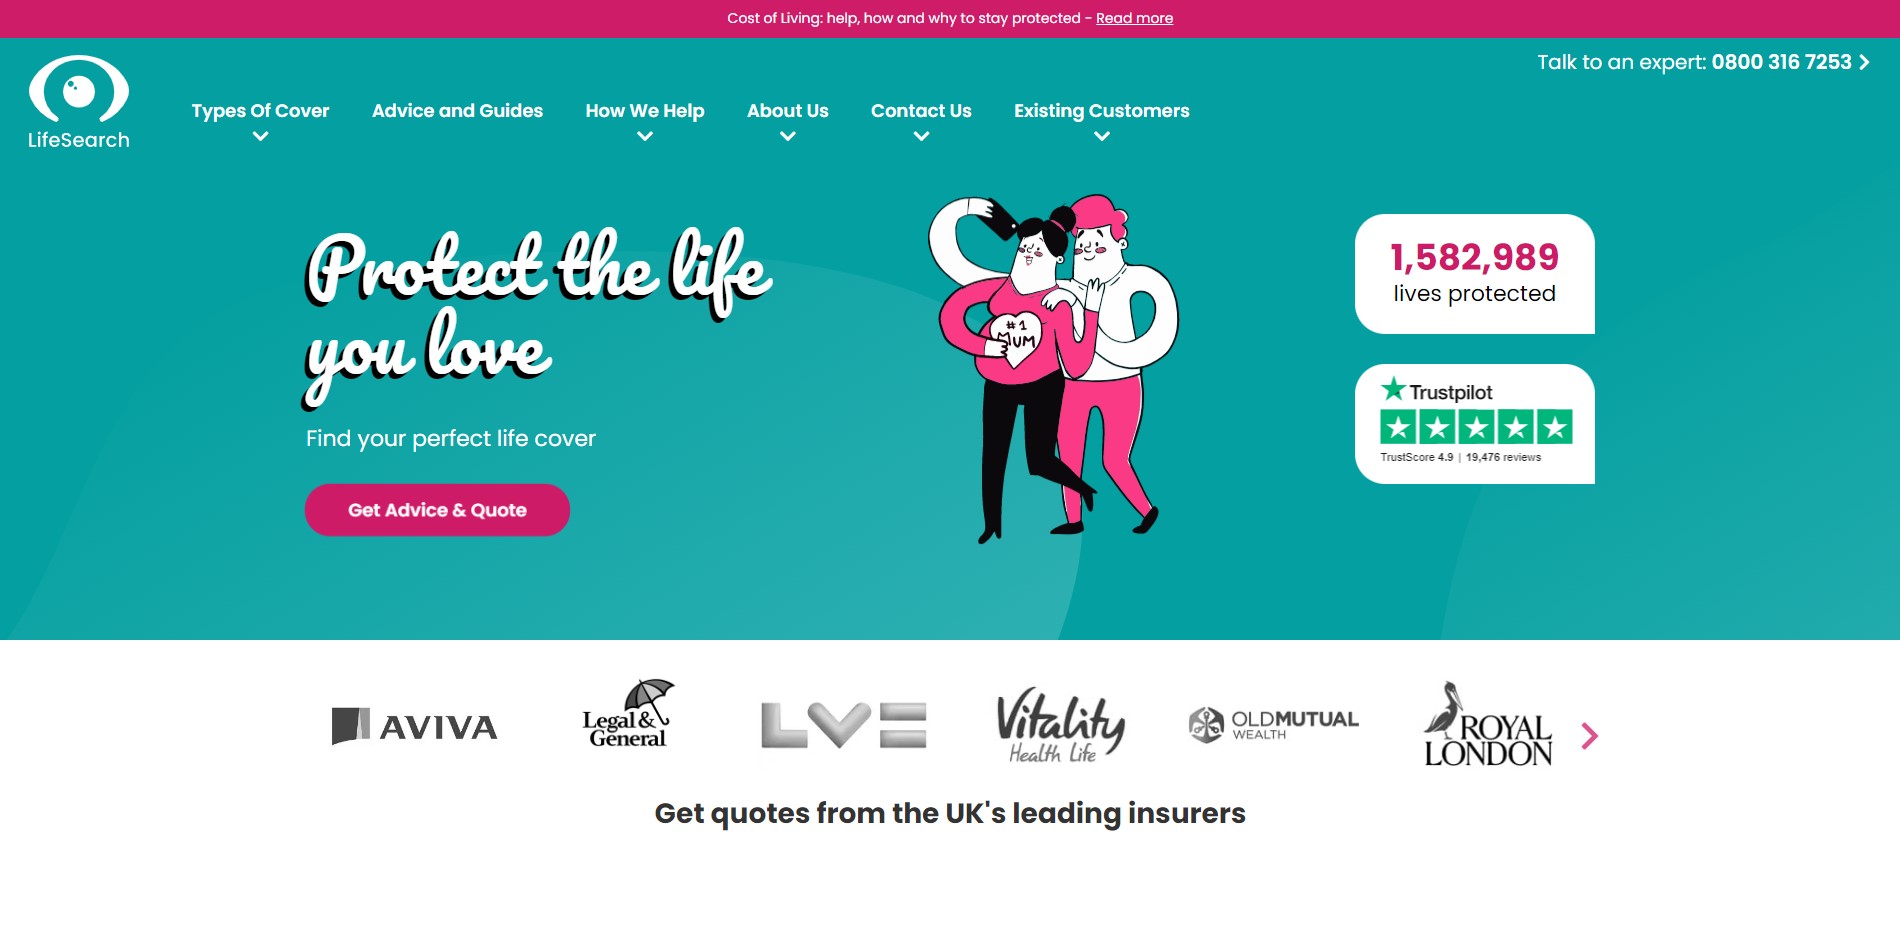 Cost of Living: help, how and why to stay protected - Read more
Talk to an expert: 0800 316 7253
LifeSearch
Types Of Cover
Advice and Guides
How We Help
About Us
Contact Us
Existing Customers
Protect the life
you love
Find your perfect life cover
Get Advice & Quote
#1
MUM
1,582,989
lives protected
Trustpilot
TrustScore 4.9 | 19,476 reviews
AVIVA
Legal &
General
LV=
Vitality
Health Life
OLDMUTUAL
WEALTH
ROYAL
LONDON
Get quotes from the UK's leading insurers